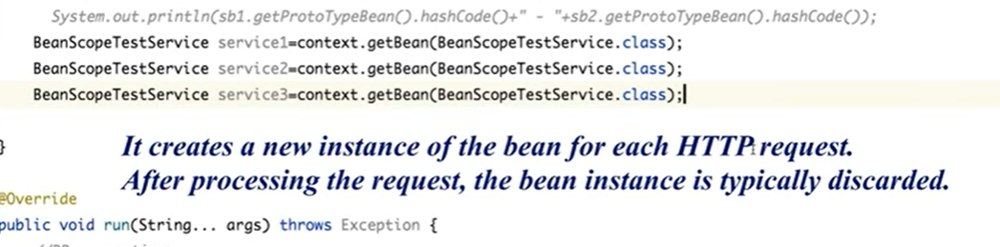 System.out.println(sb1.getProtoTypeBean().hashCode()+" - "+sb2.getProtoTypeBean().hashCode());
BeanScopeTestService service1=context.getBean(BeanScopeTestService.class);
BeanScopeTestService service2=context.getBean(BeanScopeTestService.class);
BeanScopeTestService service3=context.getBean(BeanScopeTestService.class);
}
It creates a new instance of the bean for each HTTP request.
After processing the request, the bean instance is typically discarded.
@Override
public void run(String... args) throws Exception {